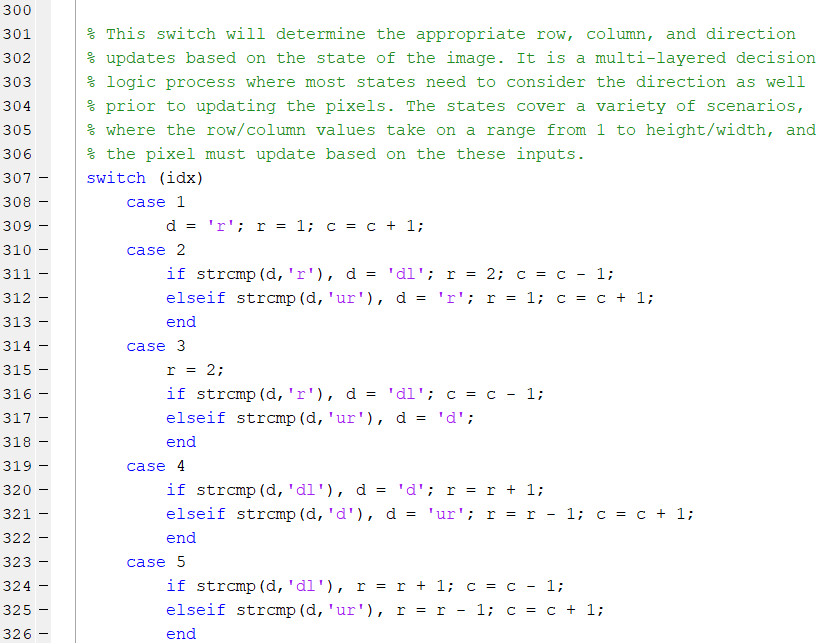 300
301 % This switch will determine the appropriate row, column, and direction
302 % updates based on the state of the image. It is a multi-layered decision
303 % logic process where most states need to consider the direction as well
304 % prior to updating the pixels. The states cover a variety of scenarios,
305 % where the row/column values take on a range from 1 to height/width, and
306 % the pixel must update based on the these inputs.
307 – switch (idx)
308 – case 1
309 – d = 'r'; r = 1; c = c + 1;
310 – case 2
311 – if strcmp(d,'r'), d = 'dl'; r = 2; c = c - 1;
312 – elseif strcmp(d,'ur'), d = 'r'; r = 1; c = c + 1;
313 – end
314 – case 3
315 – r = 2;
316 – if strcmp(d,'r'), d = 'dl'; c = c - 1;
317 – elseif strcmp(d,'ur'), d = 'd';
318 – end
319 – case 4
320 – if strcmp(d,'dl'), d = 'd'; r = r + 1;
321 – elseif strcmp(d,'d'), d = 'ur'; r = r - 1; c = c + 1;
322 – end
323 – case 5
324 – if strcmp(d,'dl'), r = r + 1; c = c - 1;
325 – elseif strcmp(d,'ur'), r = r - 1; c = c + 1;
326 – end